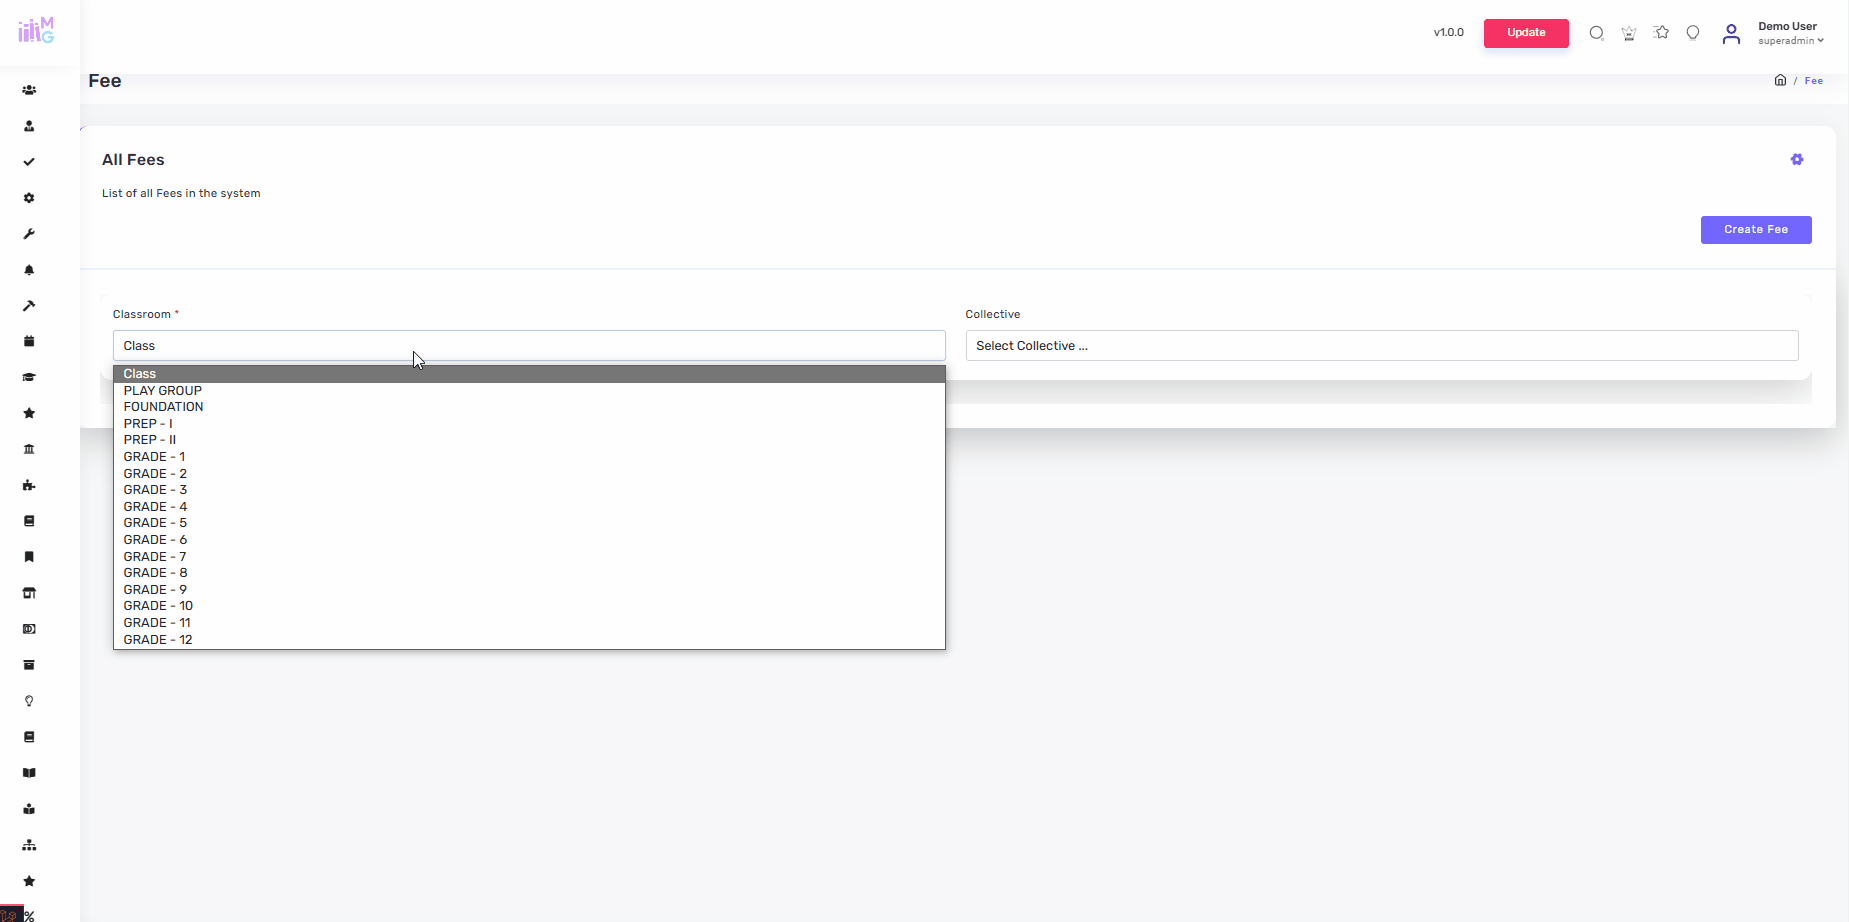 MG
v1.0.0
Update
Demo User
superadmin
Fee
/ Fee
All Fees
List of all Fees in the system
Create Fee
Classroom *
Collective
Class
Select Collective ...
Class
PLAY GROUP
FOUNDATION
PREP - I
PREP - II
GRADE - 1
GRADE - 2
GRADE - 3
GRADE - 4
GRADE - 5
GRADE - 6
GRADE - 7
GRADE - 8
GRADE - 9
GRADE - 10
GRADE - 11
GRADE - 12
%